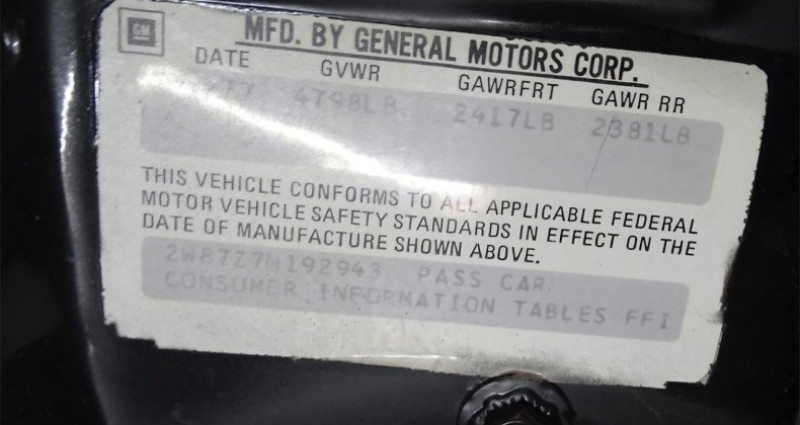 GM
MFD. BY GENERAL MOTORS CORP.
DATE GVWR GAWRFRT GAWR RR
4798LB 2417LB 2381LB
THIS VEHICLE CONFORMS TO ALL APPLICABLE FEDERAL
MOTOR VEHICLE SAFETY STANDARDS IN EFFECT ON THE
DATE OF MANUFACTURE SHOWN ABOVE.
2W87Z7N192943 PASS CAR
CONSUMER INFORMATION TABLES FFI